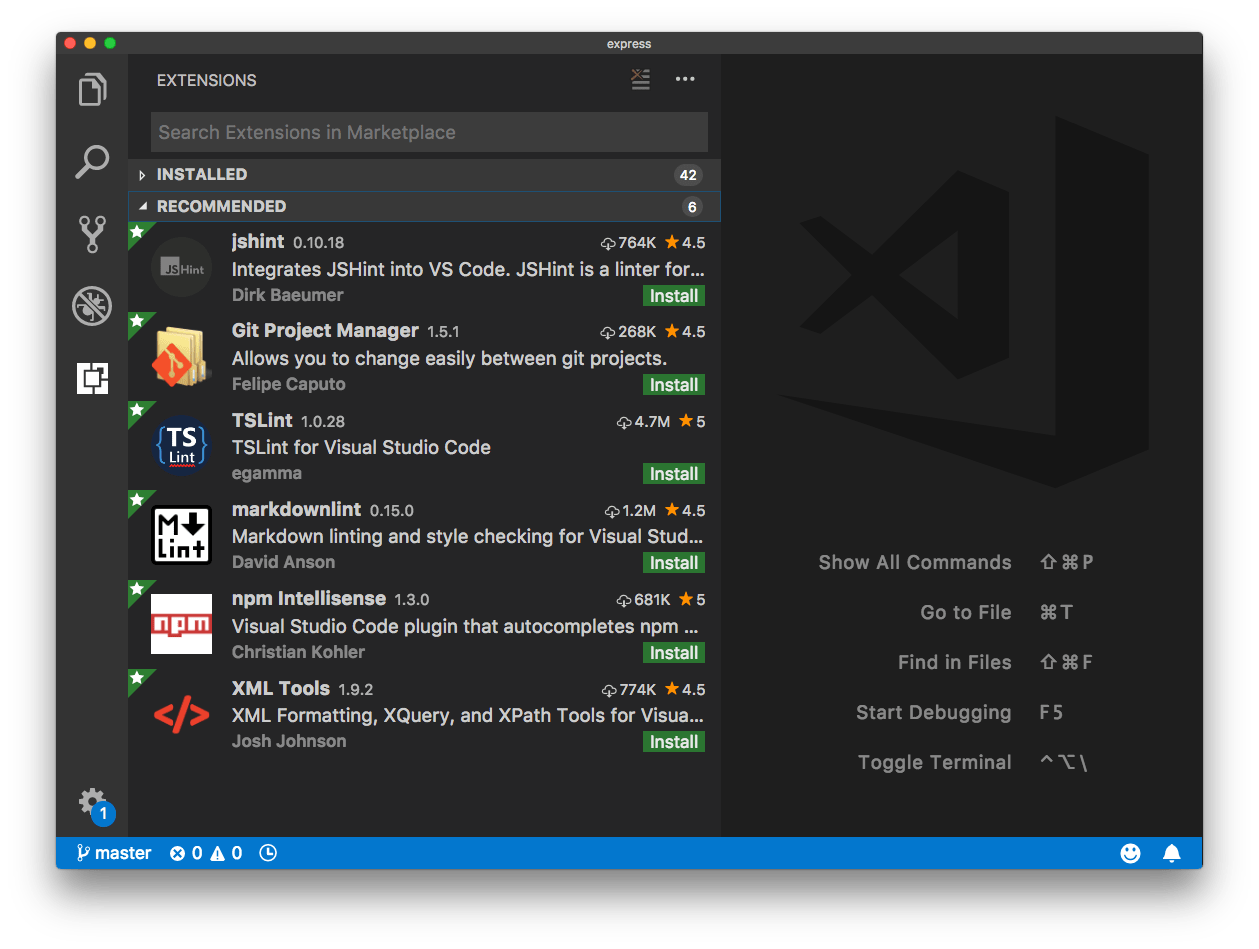 express
EXTENSIONS
Search Extensions in Marketplace
INSTALLED 42
RECOMMENDED 6
jshint 0.10.18 764K 4.5
JSHint
Integrates JSHint into VS Code. JSHint is a linter for...
Dirk Baeumer Install
Git Project Manager 1.5.1 268K 4.5
Allows you to change easily between git projects.
Felipe Caputo Install
TSLint 1.0.28 4.7M 5
{TS
Lint}
TSLint for Visual Studio Code
egamma Install
markdownlint 0.15.0 1.2M 4.5
M
Lint
Markdown linting and style checking for Visual Stud...
David Anson Install
npm Intellisense 1.3.0 681K 5
npm
Visual Studio Code plugin that autocompletes npm ...
Christian Kohler Install
XML Tools 1.9.2 774K 4.5
</>
XML Formatting, XQuery, and XPath Tools for Visua...
Josh Johnson Install
Show All Commands ⇧⌘P
Go to File ⌘T
Find in Files ⇧⌘F
Start Debugging F5
Toggle Terminal ^⌥\
1
master 0 0